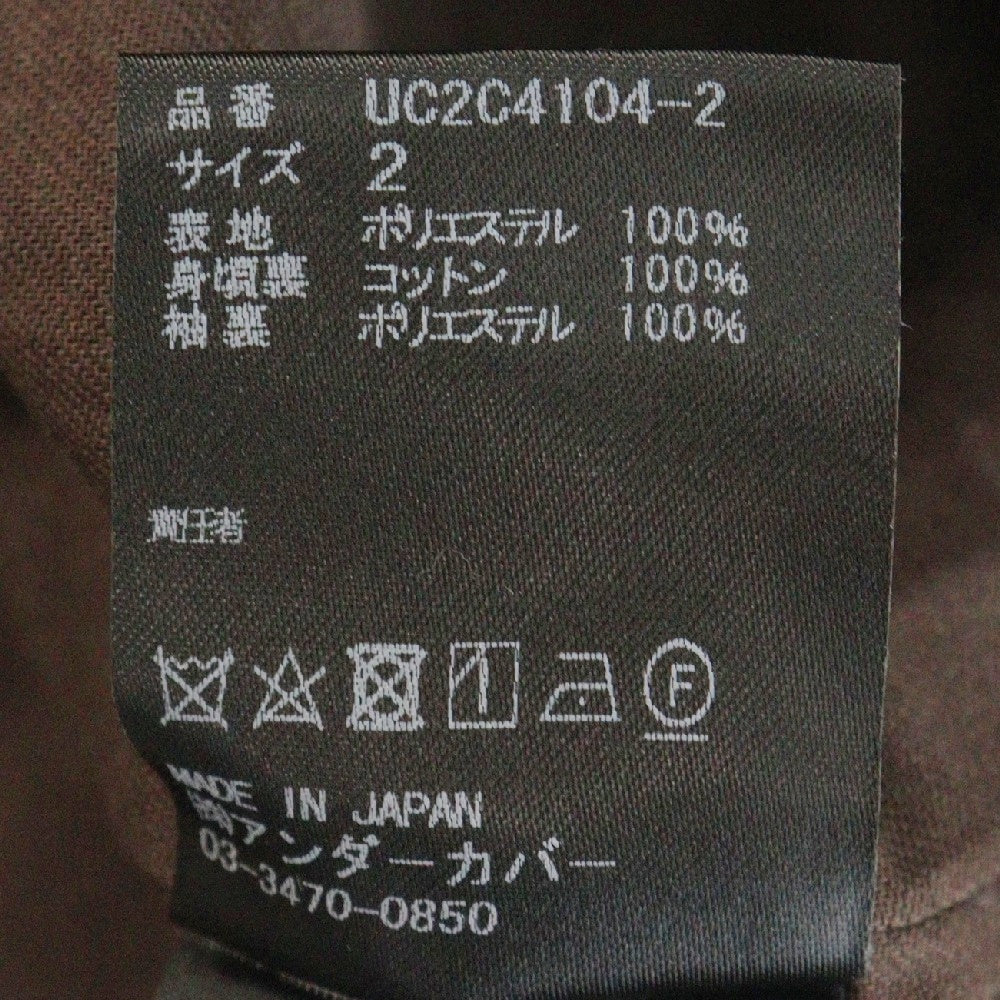 品番 UC2C4104-2
サイズ 2
表地 ポリエステル 100%
身頃裏 コットン 100%
袖裏 ポリエステル 100%
責任者
F
MADE IN JAPAN
㈱アンダーカバー
03-3470-0850